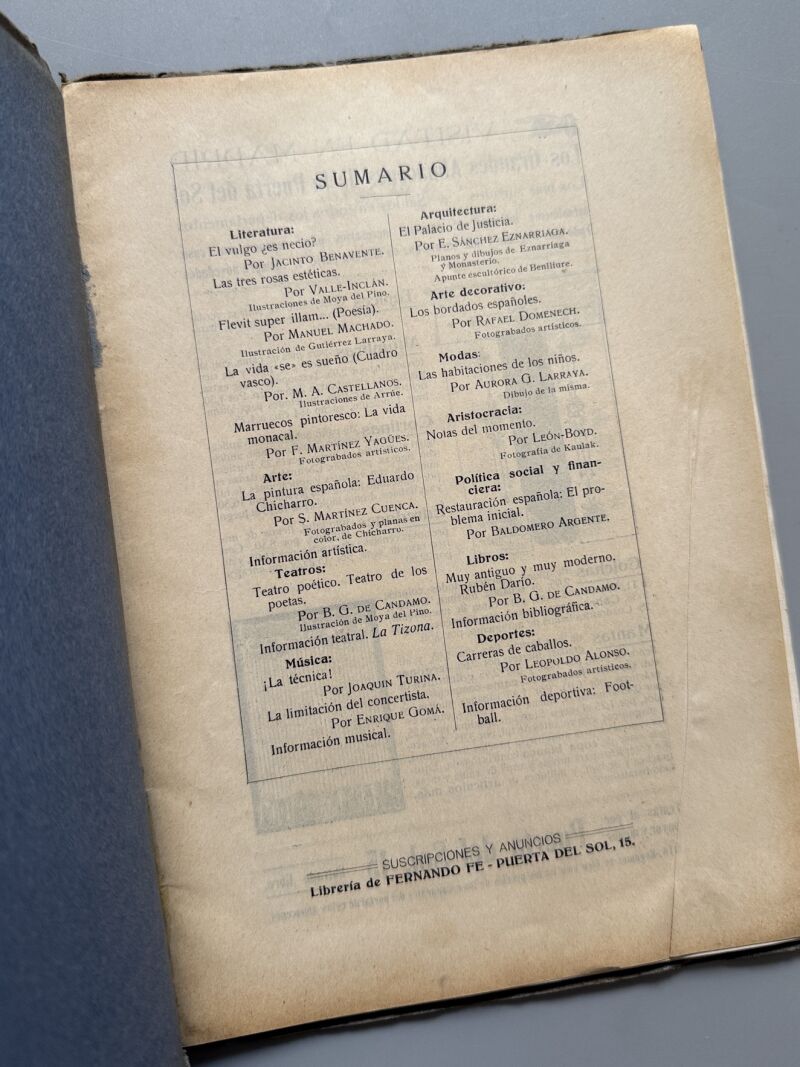 SUMARIO
Literatura:
El vulgo ¿es necio?
Por JACINTO BENAVENTE.
Las tres rosas estéticas.
Por VALLE-INCLÁN.
Ilustraciones de Moya del Pino.
Flevit super illam... (Poesía).
Por MANUEL MACHADO.
Ilustración de Gutiérrez Larraya.
La vida «se» es sueño (Cuadro
vasco).
Por. M. A. CASTELLANOS.
Ilustraciones de Arrúe.
Marruecos pintoresco: La vida
monacal.
Por F. MARTÍNEZ YAGÜES.
Fotograbados artísticos.
Arte:
La pintura española: Eduardo
Chicharro.
Por S. MARTÍNEZ CUENCA.
Fotograbados y planas en
color, de Chicharro.
Información artística.
Teatros:
Teatro poético. Teatro de los
poetas.
Por B. G. DE CANDAMO.
Ilustración de Moya del Pino.
Información teatral. La Tizona.
Música:
¡La técnica!
Por JOAQUIN TURINA.
La limitación del concertista.
Por ENRIQUE GOMÁ.
Información musical.
Arquitectura:
El Palacio de Justicia.
Por E. SÁNCHEZ EZNARRIAGA.
Planos y dibujos de Eznarriaga
y Monasterio.
Apunte escultórico de Benlliure.
Arte decorativo:
Los bordados españoles.
Por RAFAEL DOMENECH.
Fotograbados artísticos.
Modas:
Las habitaciones de los niños.
Por AURORA G. LARRAYA.
Dibujo de la misma.
Aristocracia:
Notas del momento.
Por LEÓN-BOYD.
Fotografía de Kaulak.
Política social y finan-
ciera:
Restauración española: El pro-
blema inicial.
Por BALDOMERO ARGENTE.
Libros:
Muy antiguo y muy moderno.
Rubén Darío.
Por B. G. DE CANDAMO.
Información bibliográfica.
Deportes:
Carreras de caballos.
Por LEOPOLDO ALONSO.
Fotograbados artísticos.
Información deportiva: Foot-
ball.
SUSCRIPCIONES Y ANUNCIOS
Librería de FERNANDO FE - PUERTA DEL SOL, 15.